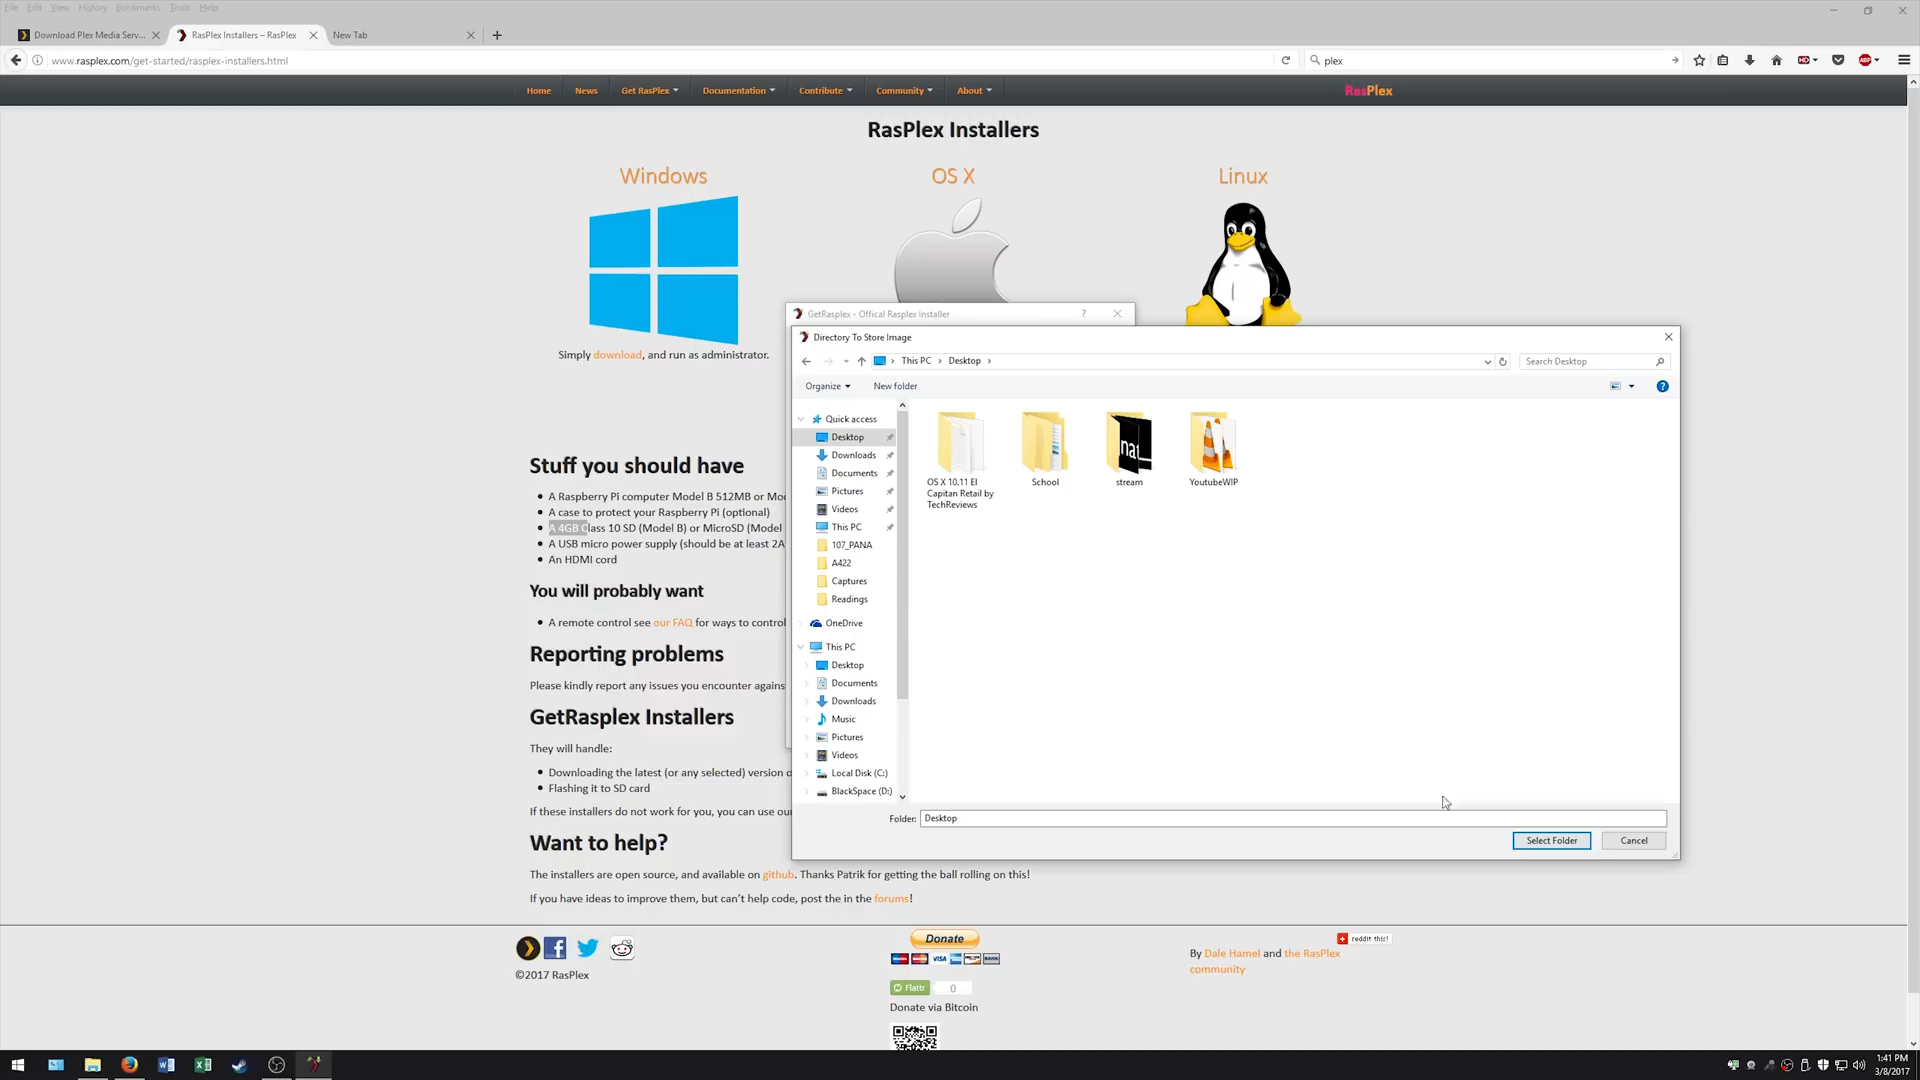 File Edit View History Bookmarks Tools Help
Download Plex Media Serv...
RasPlex Installers – RasPlex
New Tab
www.rasplex.com/get-started/rasplex-installers.html
plex
Home News Get RasPlex Documentation Contribute Community About
RasPlex
RasPlex Installers
Windows
OS X
Linux
Simply download, and run as administrator.
Stuff you should have
A Raspberry Pi computer Model B 512MB or Mo
A case to protect your Raspberry Pi (optional)
A 4GB Class 10 SD (Model B) or MicroSD (Model
A USB micro power supply (should be at least 2A
An HDMI cord
You will probably want
A remote control see our FAQ for ways to control
Reporting problems
Please kindly report any issues you encounter agains
GetRasplex Installers
They will handle:
Downloading the latest (or any selected) version o
Flashing it to SD card
If these installers do not work for you, you can use ou
Want to help?
The installers are open source, and available on github. Thanks Patrik for getting the ball rolling on this!
If you have ideas to improve them, but can't help code, post the in the forums!
©2017 RasPlex
Donate
VISA
Flattr 0
Donate via Bitcoin
reddit this!
By Dale Hamel and the RasPlex
community
GetRasplex - Offical Rasplex Installer
Directory To Store Image
This PC Desktop
Search Desktop
Organize
New folder
Quick access
Desktop
Downloads
Documents
Pictures
Videos
This PC
107_PANA
A422
Captures
Readings
OneDrive
This PC
Desktop
Documents
Downloads
Music
Pictures
Videos
Local Disk (C:)
BlackSpace (D:)
nat
OS X 10.11 El
Capitan Retail by
TechReviews
School
stream
YoutubeWIP
Folder: Desktop
Select Folder
Cancel
1:41 PM
3/8/2017